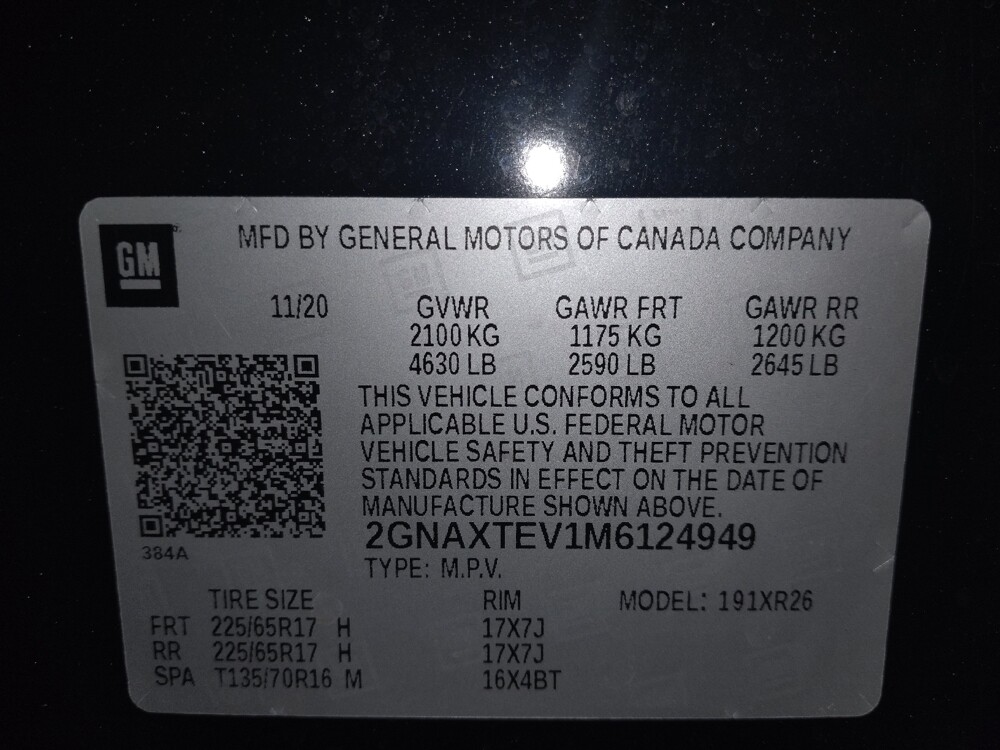 GM
MFD BY GENERAL MOTORS OF CANADA COMPANY
11/20 GVWR GAWR FRT GAWR RR
2100 KG 1175 KG 1200 KG
4630 LB 2590 LB 2645 LB
THIS VEHICLE CONFORMS TO ALL
APPLICABLE U.S. FEDERAL MOTOR
VEHICLE SAFETY AND THEFT PREVENTION
STANDARDS IN EFFECT ON THE DATE OF
MANUFACTURE SHOWN ABOVE.
2GNAXTEV1M6124949
384A
TYPE: M.P.V.
TIRE SIZE RIM MODEL: 191XR26
FRT 225/65R17 H 17X7J
RR 225/65R17 H 17X7J
SPA T135/70R16 M 16X4BT